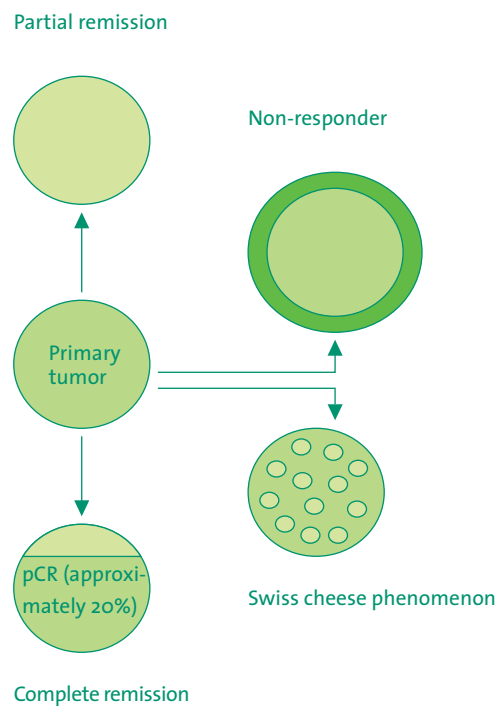 Partial remission
Non-responder
Primary
tumor
pCR (approxi-
mately 20%)
Swiss cheese phenomenon
Complete remission